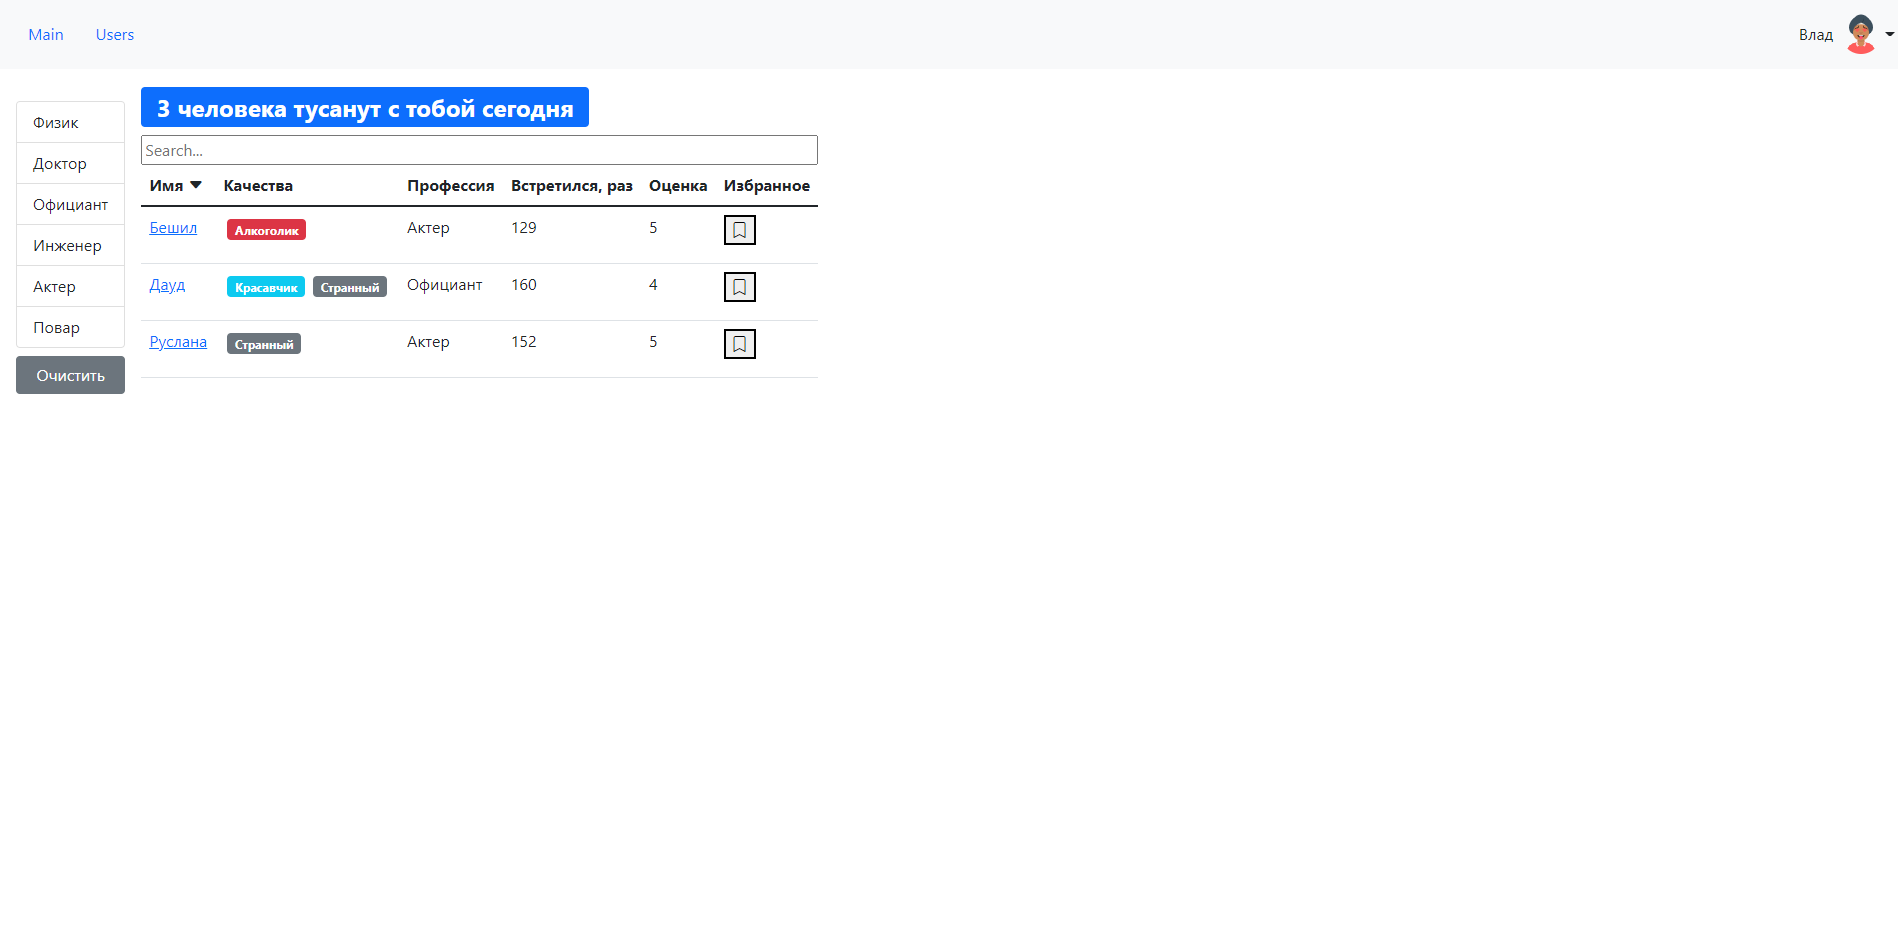 Main Users Влад
3 человека тусанут с тобой сегодня
Физик
Доктор
Официант
Инженер
Актер
Повар
Очистить
Search...
Имя Качества Профессия Встретился, раз Оценка Избранное
Бешил Алкоголик Актер 129 5
Дауд Красавчик Странный Официант 160 4
Руслана Странный Актер 152 5